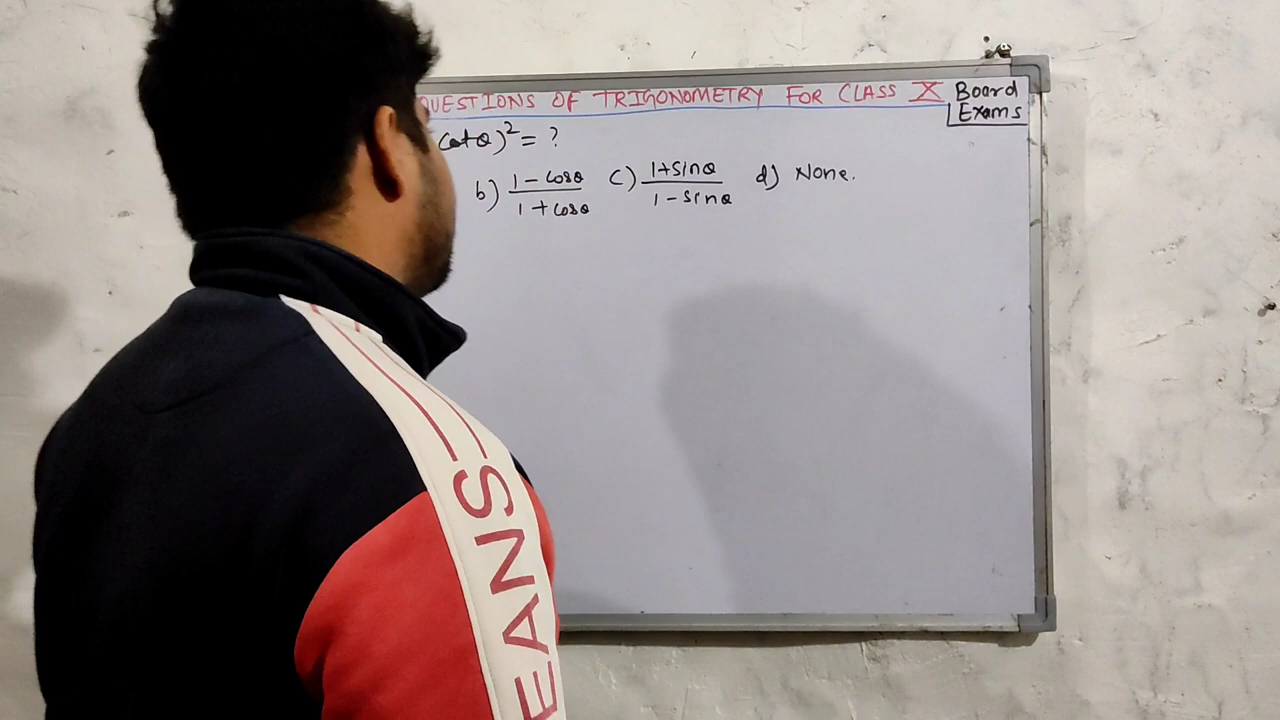 QUESTIONS OF TRIGONOMETRY FOR CLASS X Board Exams
cotθ)² = ?
b) 1 - cosθ / 1 + cosθ c) 1+sinθ / 1 - sinθ d) None.
EANS